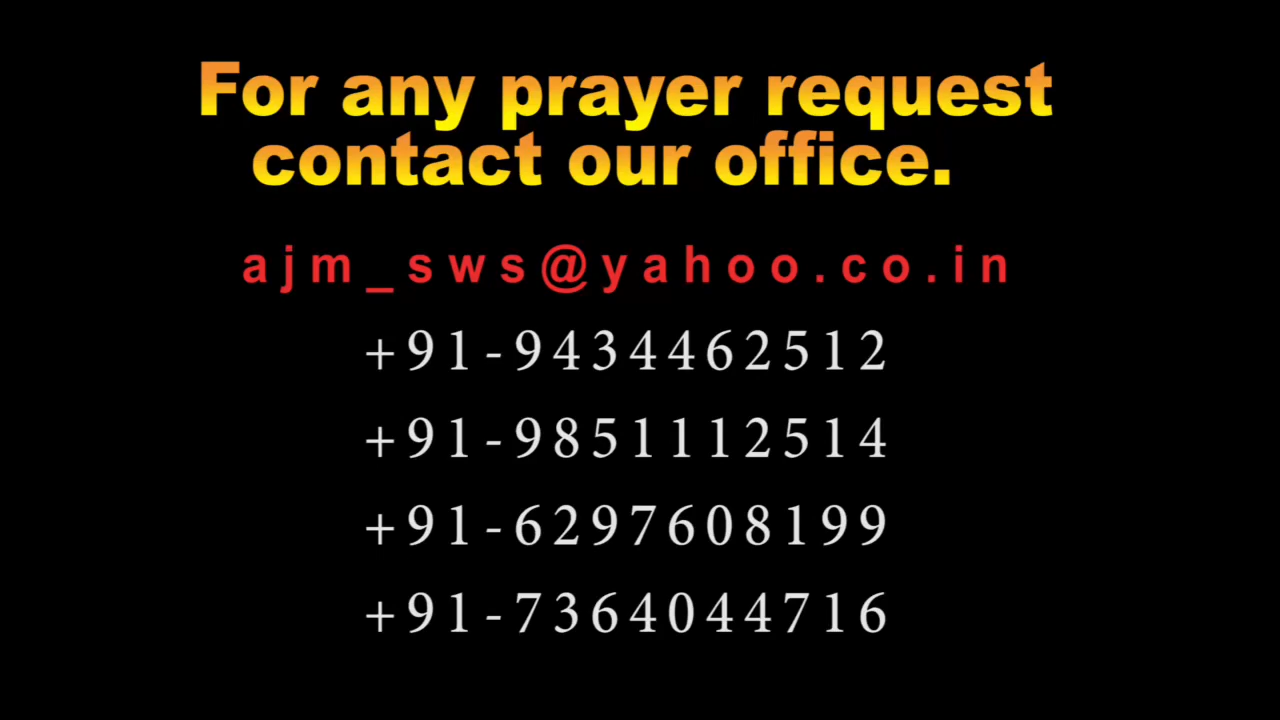 For any prayer request
contact our office.
ajm_sws@yahoo.co.in
+91-9434462512
+91-9851112514
+91-6297608199
+91-7364044716